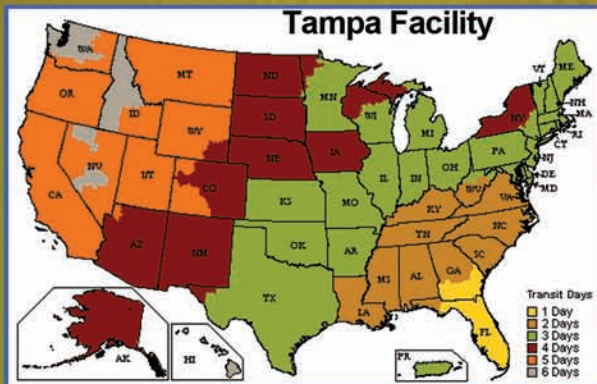 Tampa Facility
WA
MT
ND
MN
VT
ME
OR
ID
WY
SD
WI
MI
NY
NH
MA
RI
CT
NV
UT
CO
NE
IA
IL
IN
OH
PA
NJ
DE
MD
CA
KS
MO
KY
WV
VA
AZ
NM
OK
AR
TN
NC
TX
LA
MS
AL
GA
SC
FL
AK
HI
PR
Transit Days
1 Day
2 Days
3 Days
4 Days
5 Days
6 Days